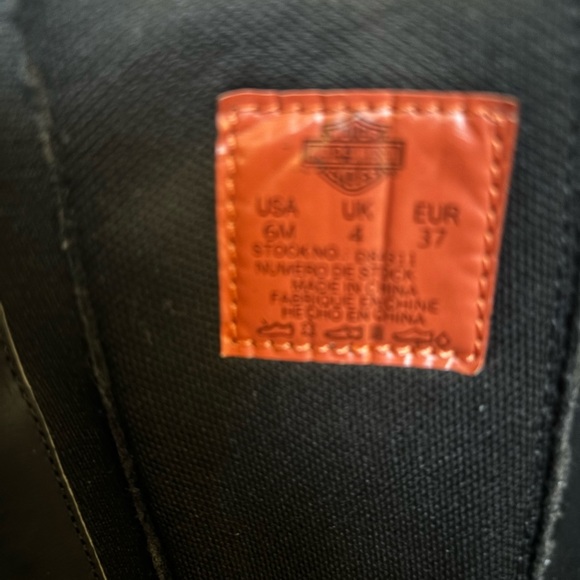 USA UK EUR
6M 4 37
STOCK NO.
NUMERO DE STOCK
MADE IN CHINA
FABRIQUE EN CHINE
HECHO EN CHINA